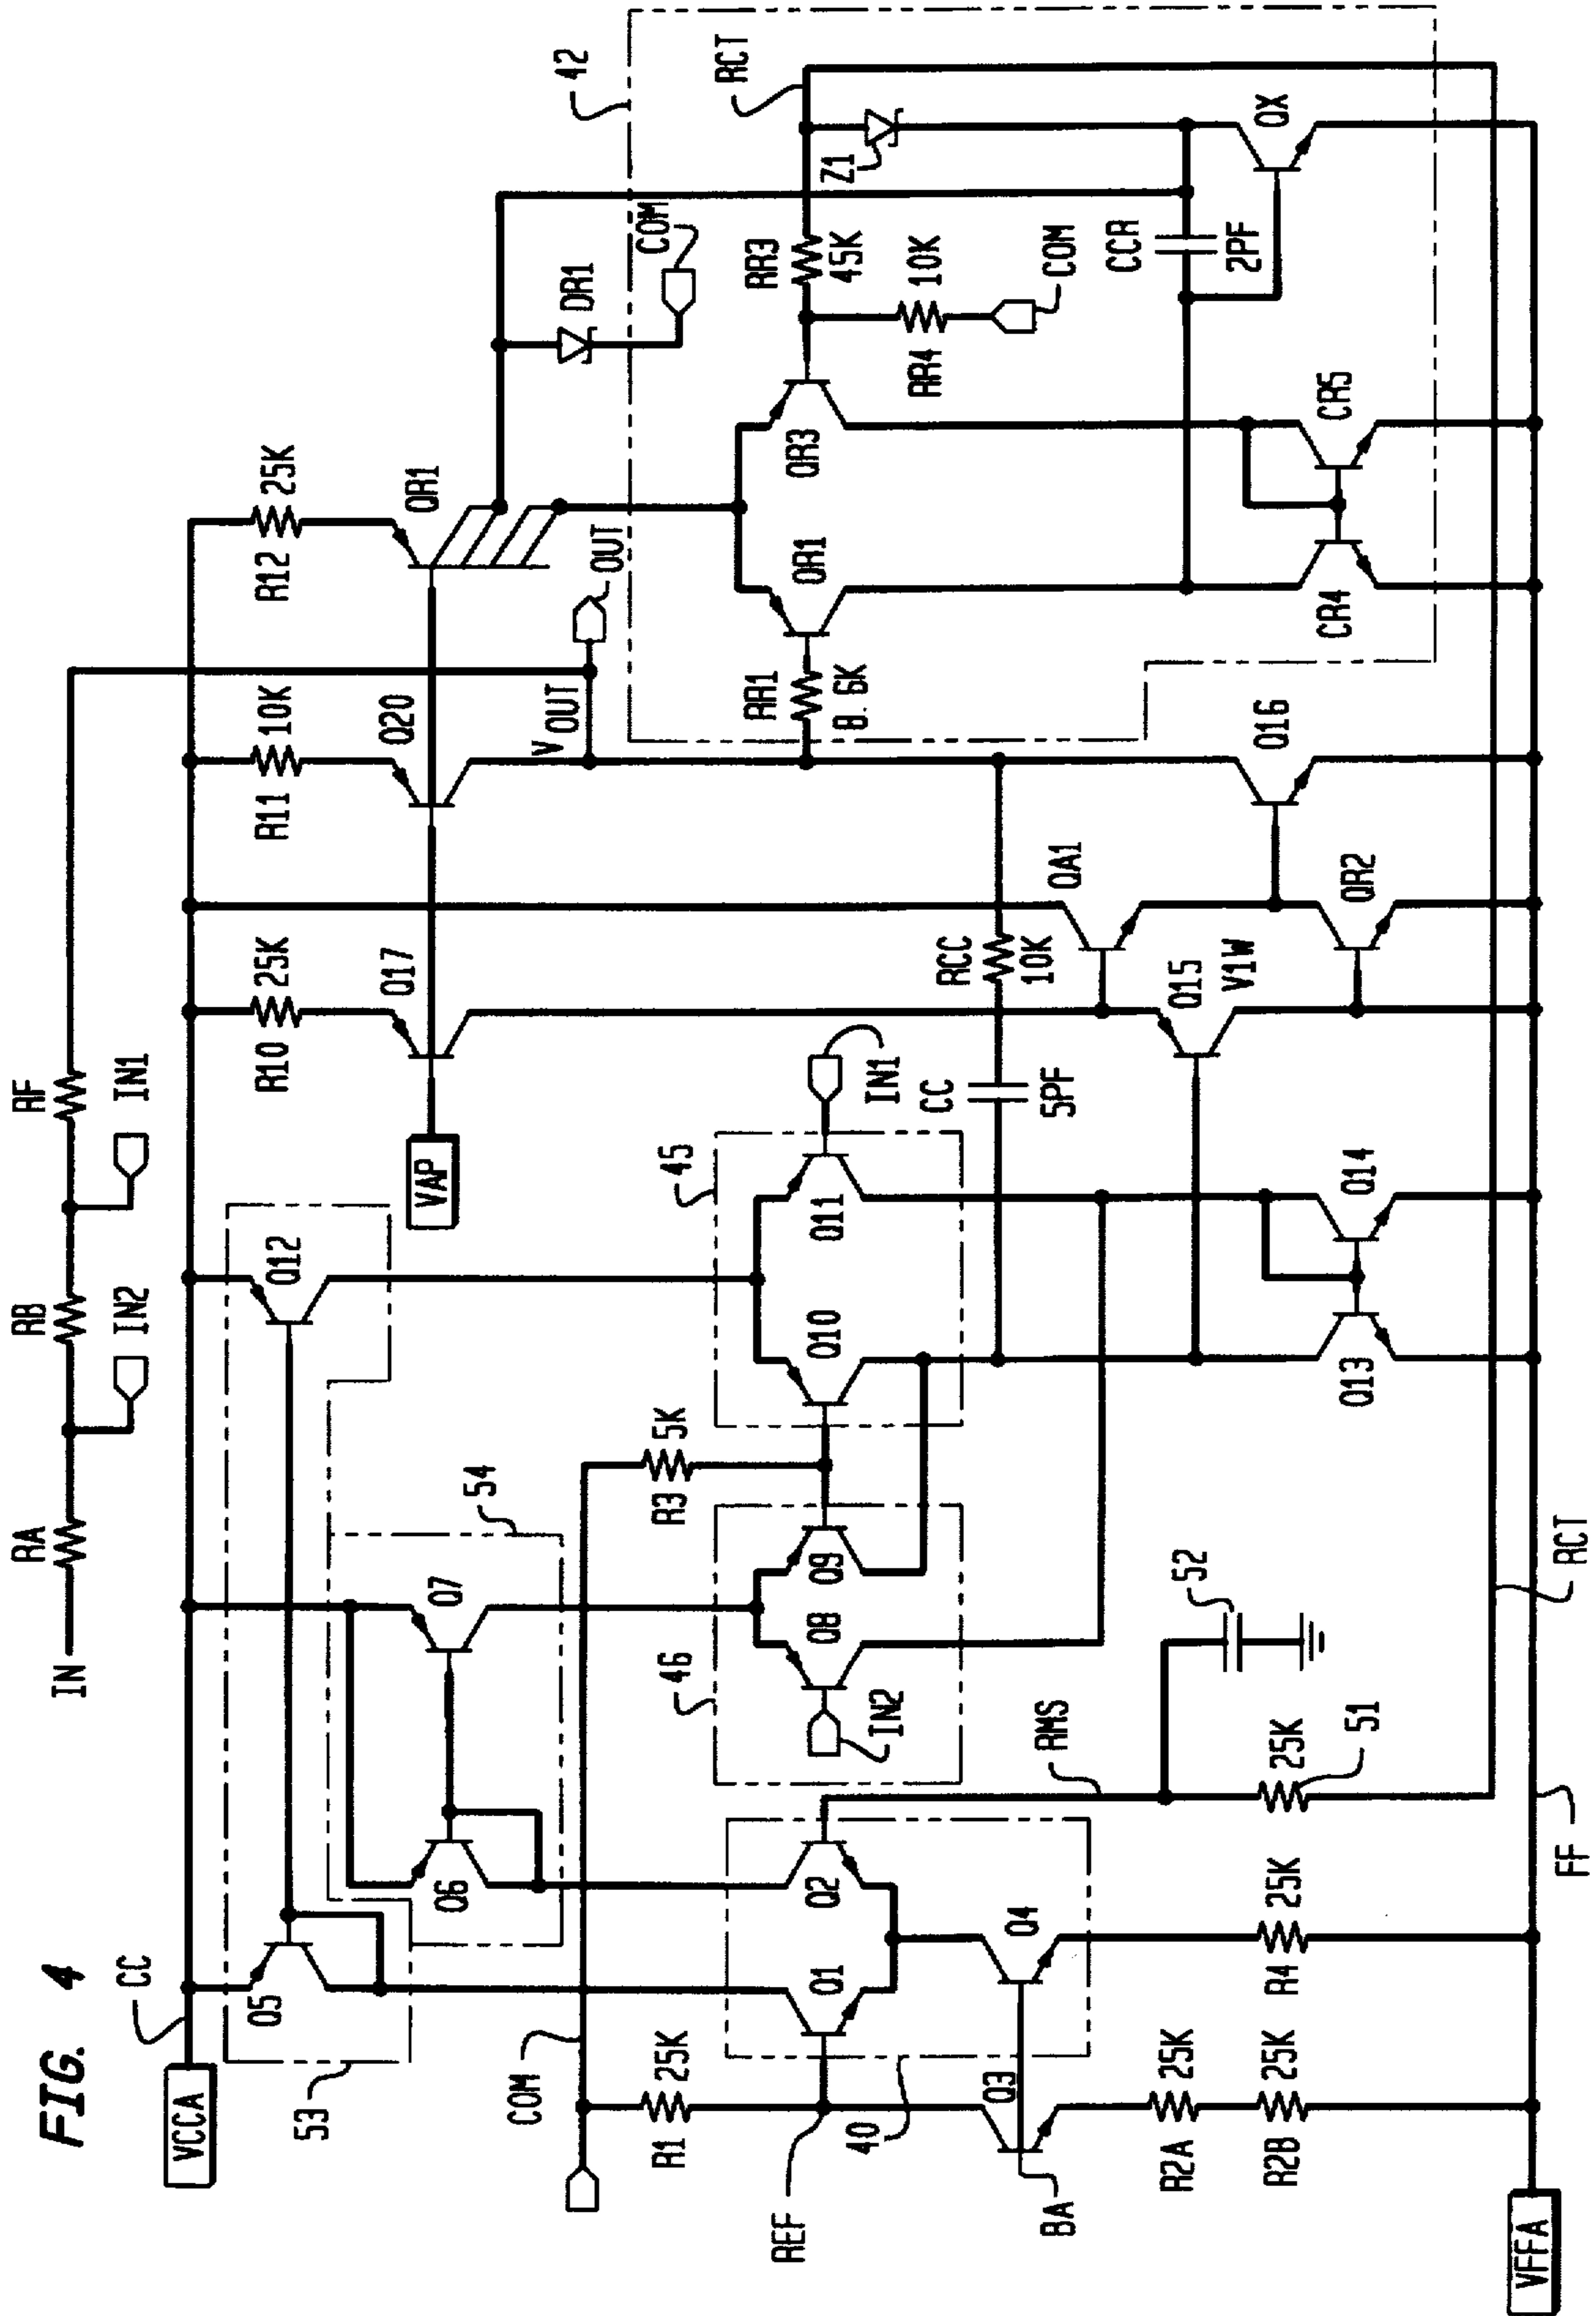 FIG. 4
IN
RA
RB
RF
IN2
IN1
VCCA
CC
53
Q5
Q6
54
Q7
Q12
VAP
R10
25K
Q17
R11
10K
Q20
R12
25K
QR1
V OUT
OUT
DR1
COM
42
RCT
COM
R1
25K
REF
40
Q1
Q2
Q3
Q4
BA
R2A
25K
R2B
25K
R4
25K
IN2
46
Q8
Q9
R3
5K
45
Q10
Q11
IN1
RMS
52
25K
51
Q13
Q14
CC
5PF
RCC
10K
Q15
V1W
QA1
QR2
Q16
RR1
8.6K
QR1
QR3
RR3
45K
RR4
10K
COM
Z1
CCR
2PF
QX
CR4
CR5
VFFA
FF
RCT